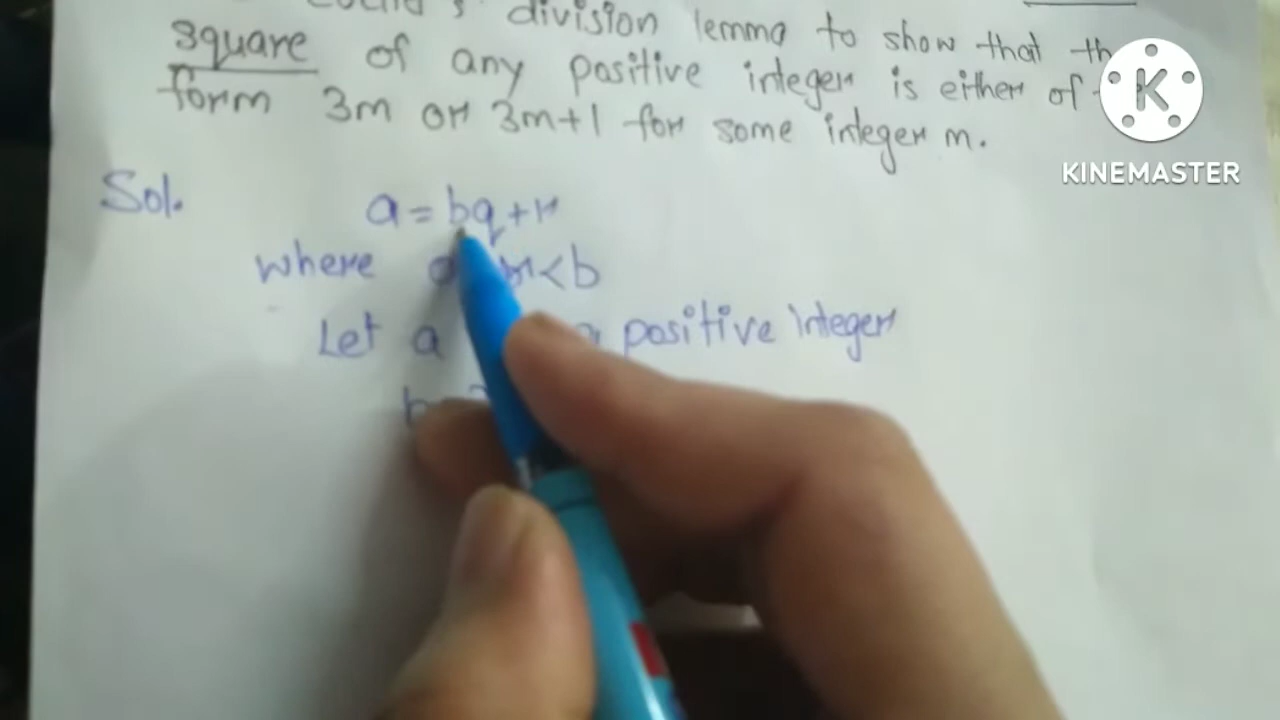 division lemma to show that
square of any positive integer is either of
form 3m or 3m+1 for some integer m.
KINEMASTER
Sol.
a = bq + r
where r < b
Let a positive integer